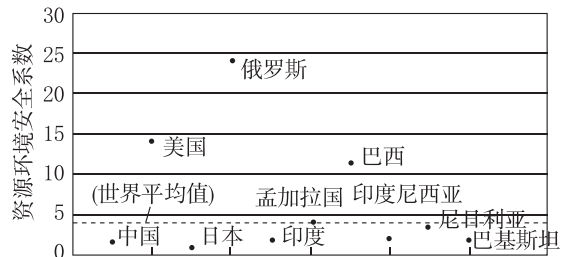 资源环境安全系数
30
25
俄罗斯
20
15
美国
巴西
10
(世界平均值)
孟加拉国 印度尼西亚
5
尼日利亚
中国
日本
印度
巴基斯坦
0